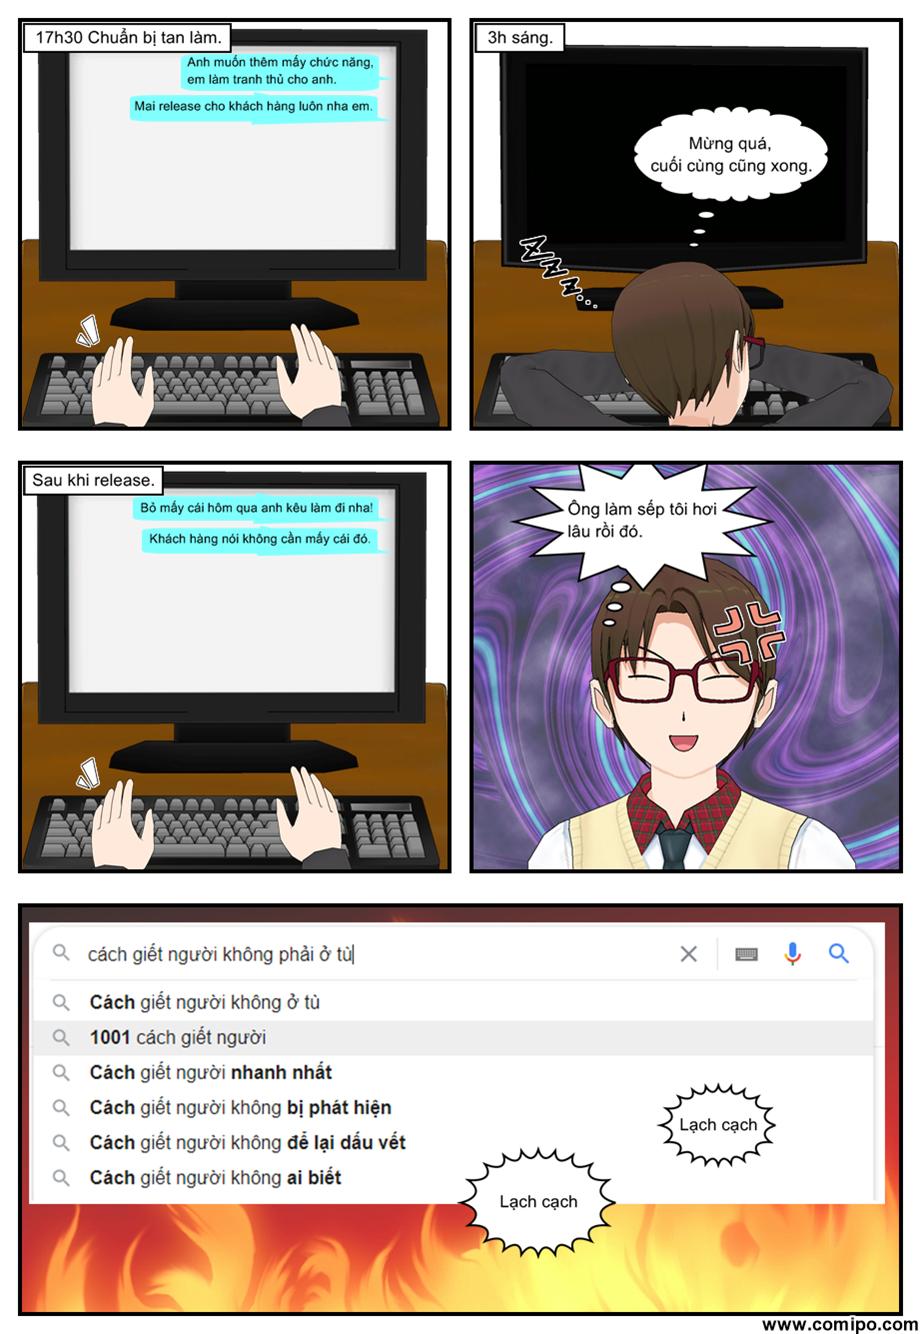 17h30 Chuẩn bị tan làm.
Anh muốn thêm mấy chức năng,
em làm tranh thủ cho anh.
Mai release cho khách hàng luôn nha em.
3h sáng.
Mừng quá,
cuối cùng cũng xong.
ZZZZ...
Sau khi release.
Bỏ mấy cái hôm qua anh kêu làm đi nha!
Khách hàng nói không cần mấy cái đó.
Ông làm sếp tôi hơi
lâu rồi đó.
cách giết người không phải ở tù
Cách giết người không ở tù
1001 cách giết người
Cách giết người nhanh nhất
Cách giết người không bị phát hiện
Cách giết người không để lại dấu vết
Cách giết người không ai biết
Lạch cạch
Lạch cạch
www.comipo.com